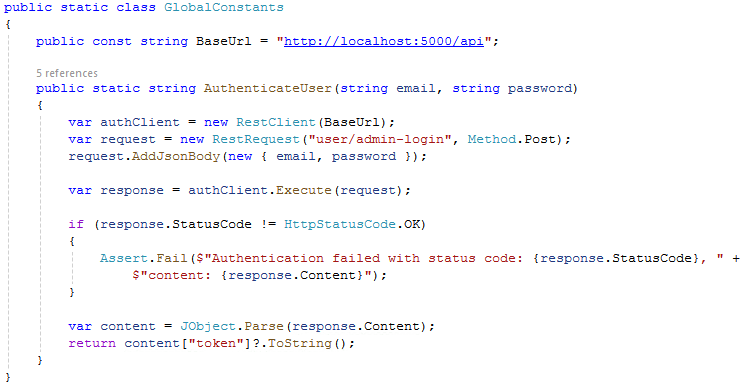 public static class GlobalConstants
{
    public const string BaseUrl = "http://localhost:5000/api";

    5 references
    public static string AuthenticateUser(string email, string password)
    {
        var authClient = new RestClient(BaseUrl);
        var request = new RestRequest("user/admin-login", Method.Post);
        request.AddJsonBody(new { email, password });

        var response = authClient.Execute(request);

        if (response.StatusCode != HttpStatusCode.OK)
        {
            Assert.Fail($"Authentication failed with status code: {response.StatusCode}, " +
                $"content: {response.Content}");
        }

        var content = JObject.Parse(response.Content);
        return content["token"]?.ToString();
    }
}